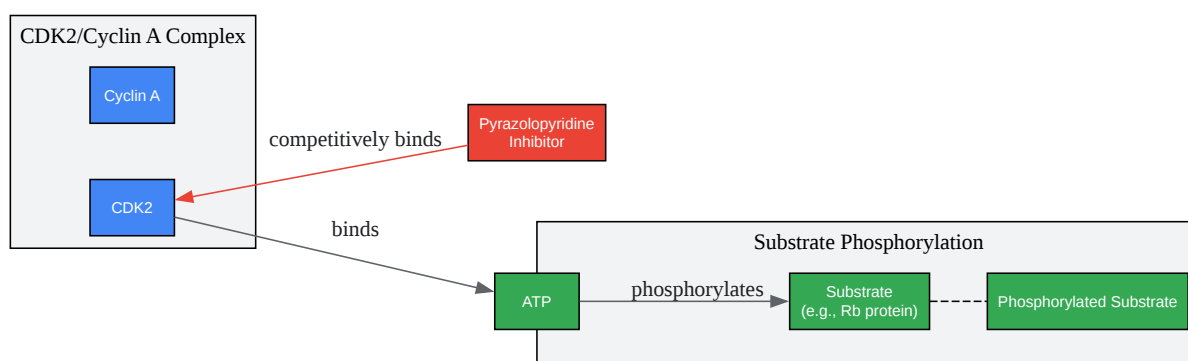 CDK2/Cyclin A Complex
Cyclin A
Pyrazolopyridine
Inhibitor
competitively binds
CDK2
binds
Substrate Phosphorylation
ATP
phosphorylates
Substrate
(e.g., Rb protein)
Phosphorylated Substrate